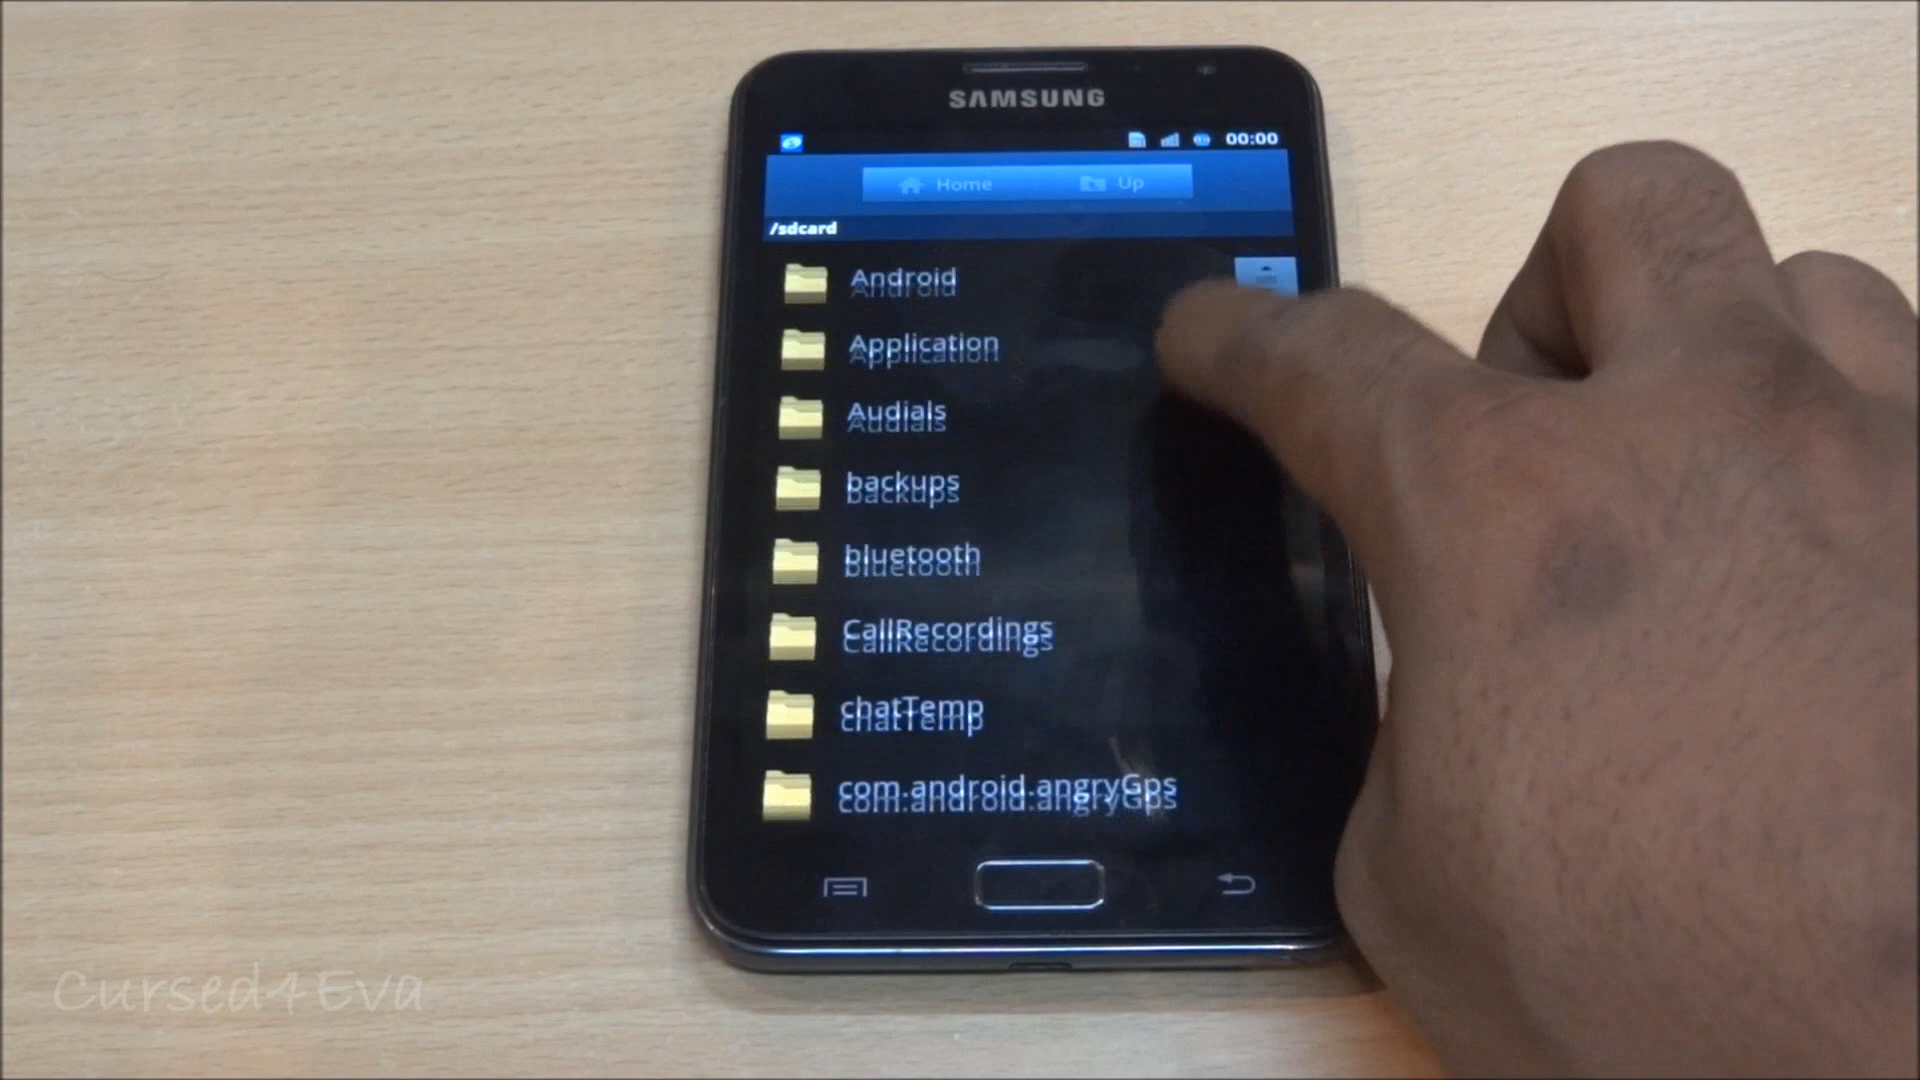 SAMSUNG
00:00
Home Up
/sdcard
Android
Application
Audials
backups
bluetooth
CallRecordings
chatTemp
com.android.angryGps
Cursed4Eva